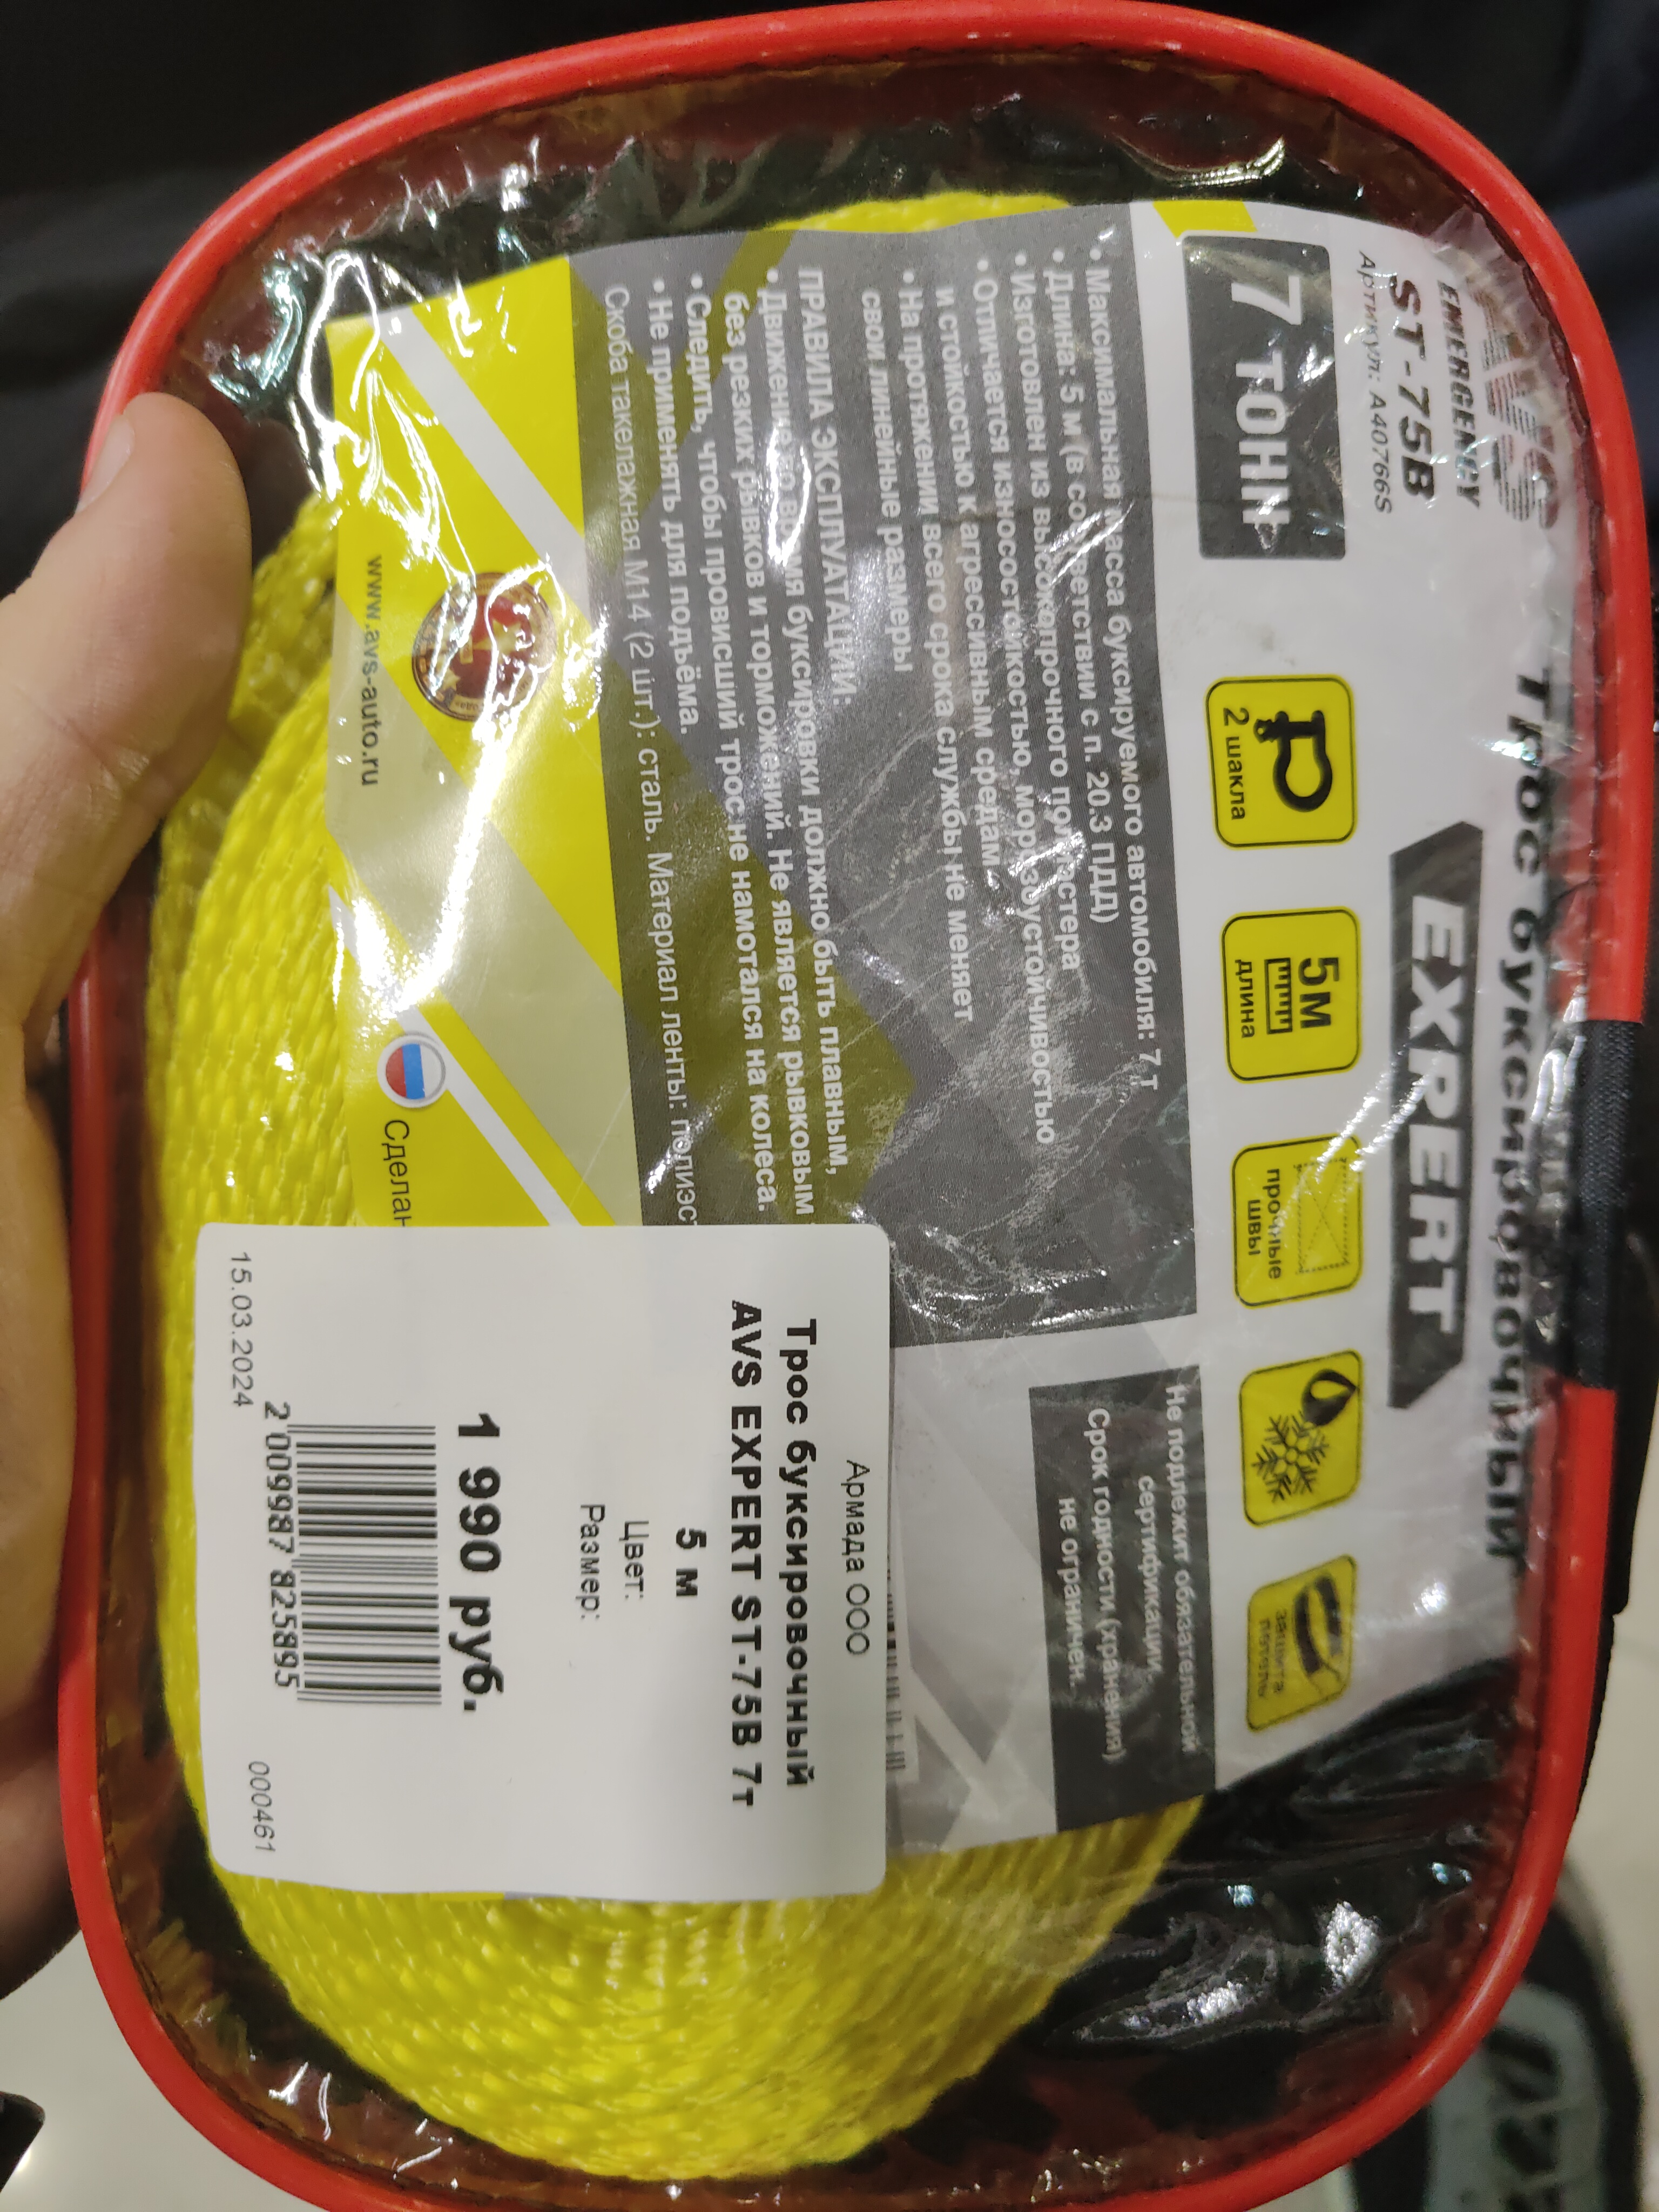 AVS
EMERGENCY
ST-75B
Артикул: A40766S
Трос буксировочный
EXPERT
7 ТОНН
2 шакла
5М
длина
прочные
швы
защита
петель
• Максимальная масса буксируемого автомобиля: 7 т
• Длина: 5 м (в соответствии с п. 20.3 ПДД)
• Изготовлен из высокопрочного полиэстера
• Отличается износостойкостью, морозоустойчивостью
и стойкостью к агрессивным средам
• На протяжении всего срока службы не меняет
свои линейные размеры
ПРАВИЛА ЭКСПЛУАТАЦИИ:
• Движение во время буксировки должно быть плавным,
без резких рывков и торможений. Не является рывковым
• Следить, чтобы провисший трос не намотался на колеса.
• Не применять для подъёма.
Скоба такелажная М14 (2 шт.): сталь. Материал ленты: полиэс
Не подлежит обязательной
сертификации.
Срок годности (хранения)
не ограничен.
www.avs-auto.ru
Сделан
Армада ООО
Трос буксировочный
AVS EXPERT ST-75B 7т
5 м
Цвет:
Размер:
1 990 руб.
2 009987 825895
15.03.2024
000461